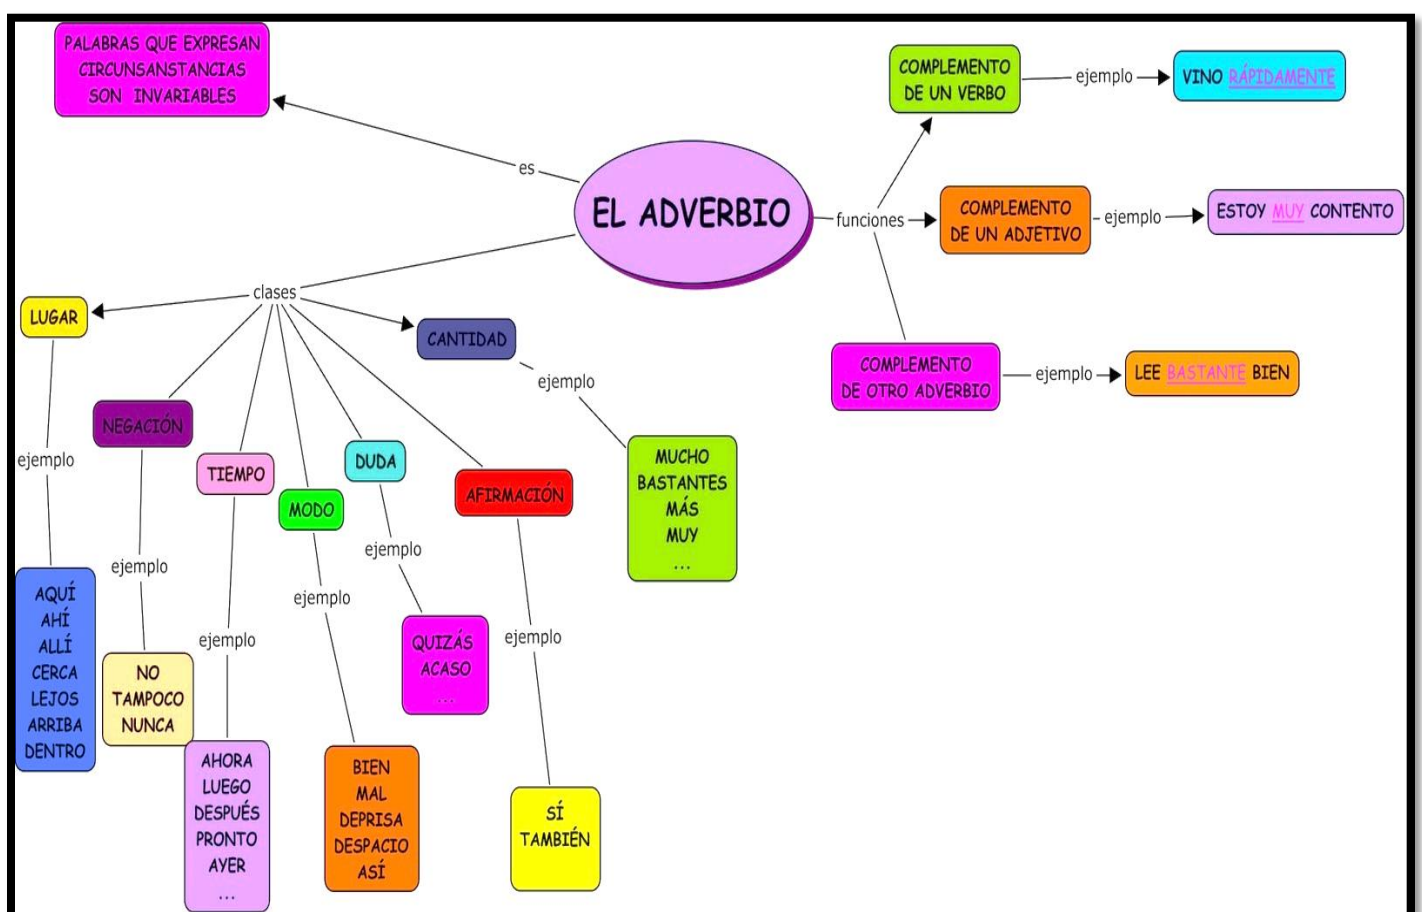 PALABRAS QUE EXPRESAN
CIRCUNSANSTANCIAS
SON INVARIABLES
es
EL ADVERBIO
funciones
COMPLEMENTO
DE UN VERBO
ejemplo
VINO RÁPIDAMENTE
COMPLEMENTO
DE UN ADJETIVO
ejemplo
ESTOY MUY CONTENTO
COMPLEMENTO
DE OTRO ADVERBIO
ejemplo
LEE BASTANTE BIEN
clases
LUGAR
ejemplo
AQUÍ
AHÍ
ALLÍ
CERCA
LEJOS
ARRIBA
DENTRO
NEGACIÓN
ejemplo
NO
TAMPOCO
NUNCA
TIEMPO
ejemplo
AHORA
LUEGO
DESPUÉS
PRONTO
AYER
...
MODO
ejemplo
BIEN
MAL
DEPRISA
DESPACIO
ASÍ
DUDA
ejemplo
QUIZÁS
ACASO
...
AFIRMACIÓN
ejemplo
SÍ
TAMBIÉN
CANTIDAD
ejemplo
MUCHO
BASTANTES
MÁS
MUY
...